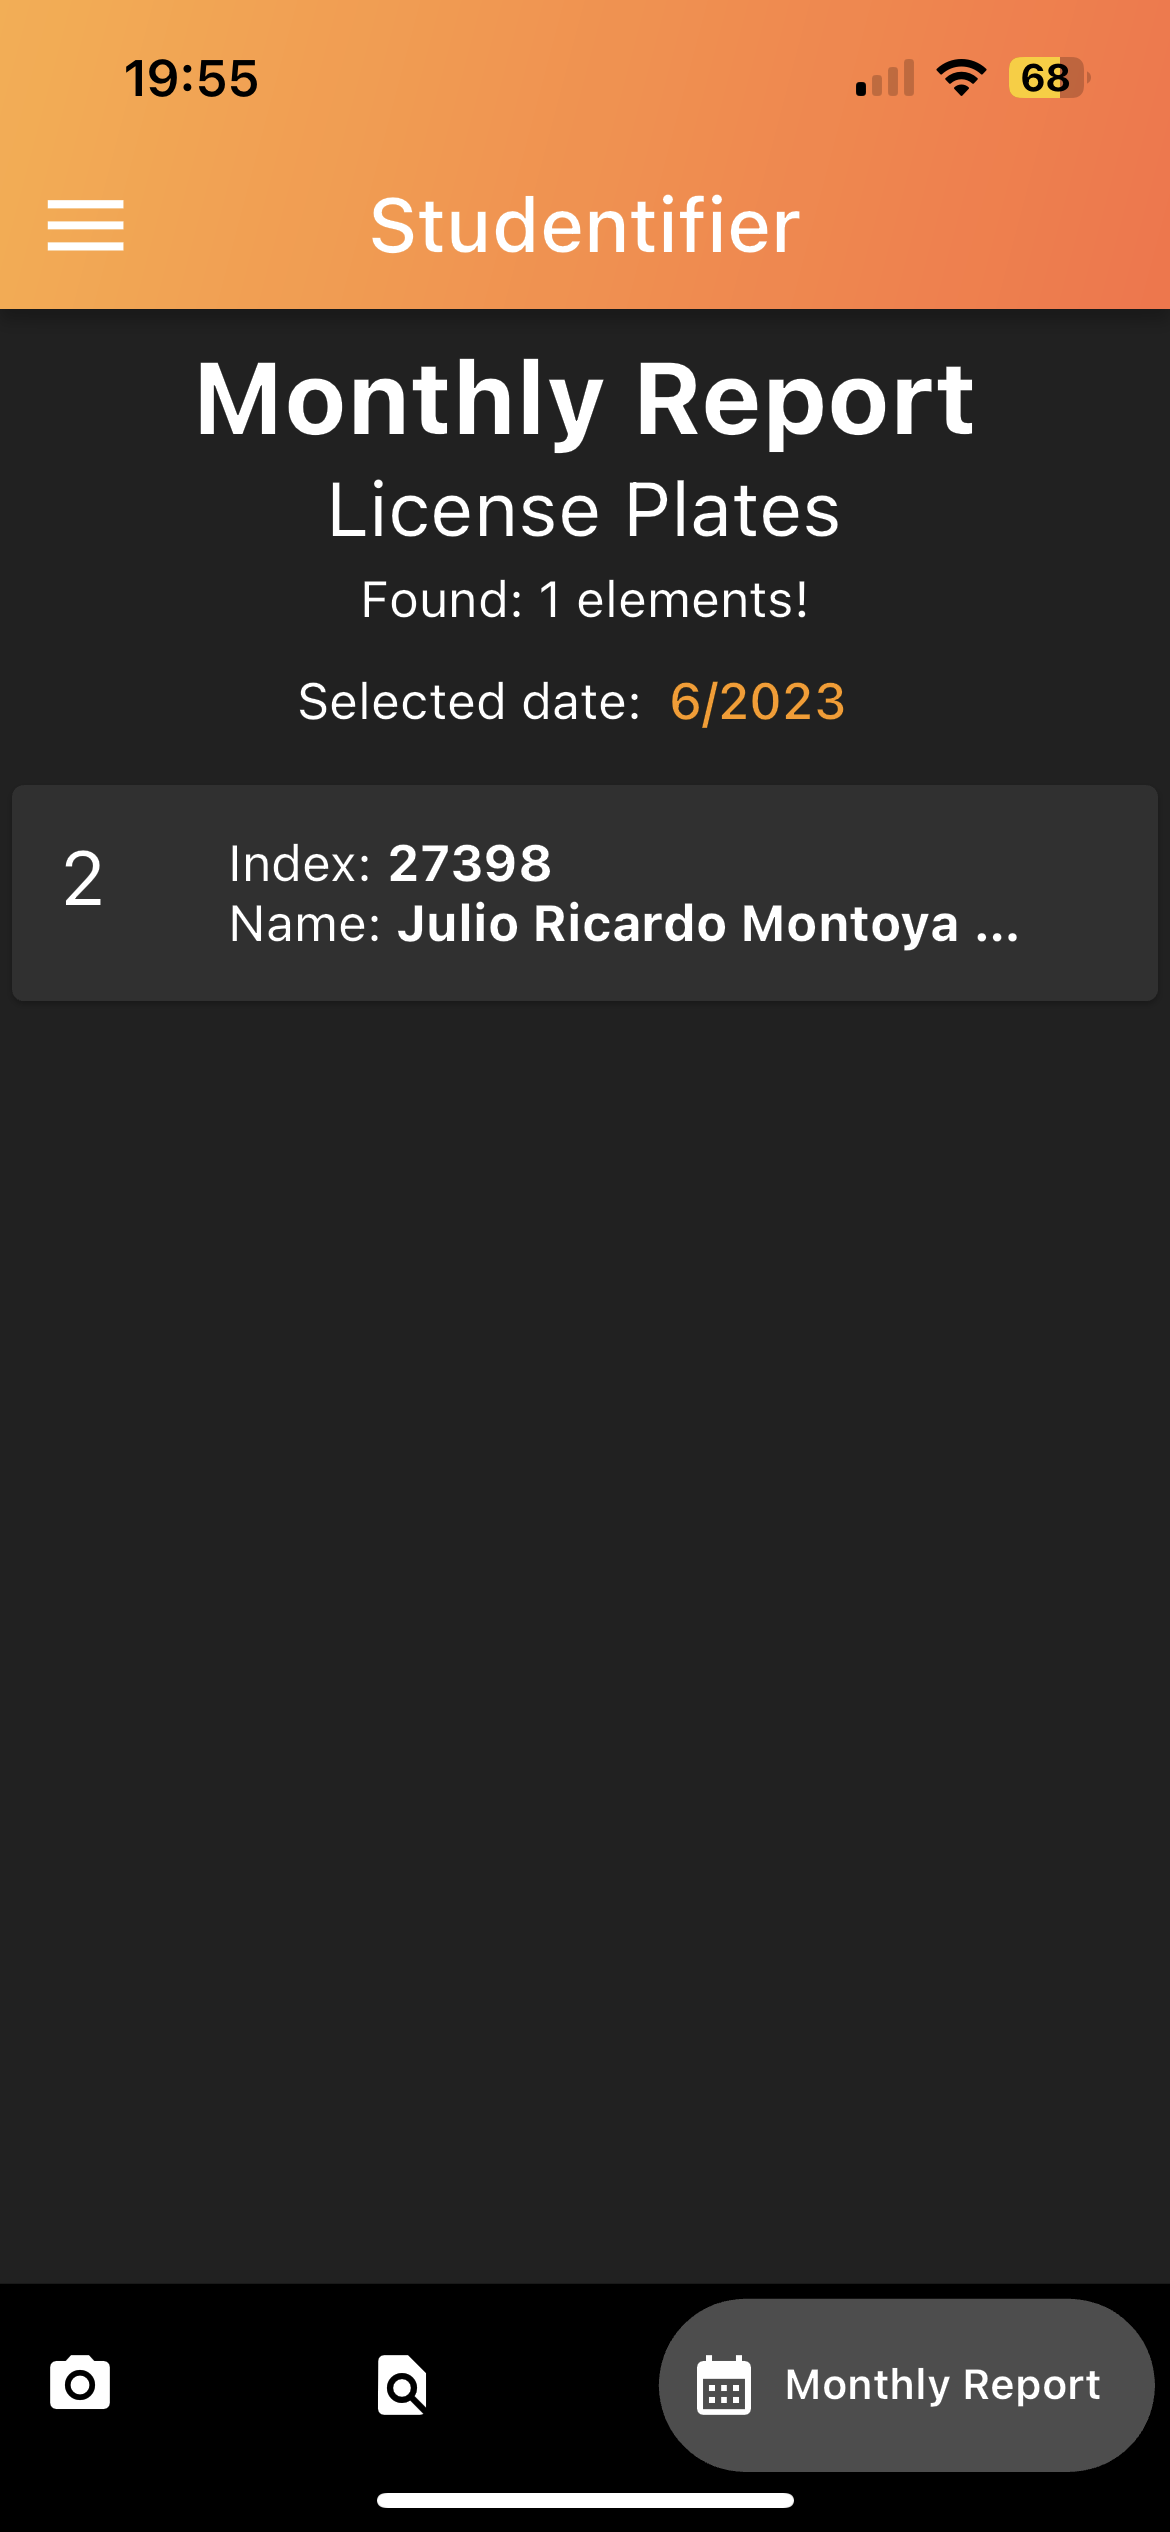 19:55
68
Studentifier
Monthly Report
License Plates
Found: 1 elements!
Selected date: 6/2023
2
Index: 27398
Name: Julio Ricardo Montoya ...
Monthly Report